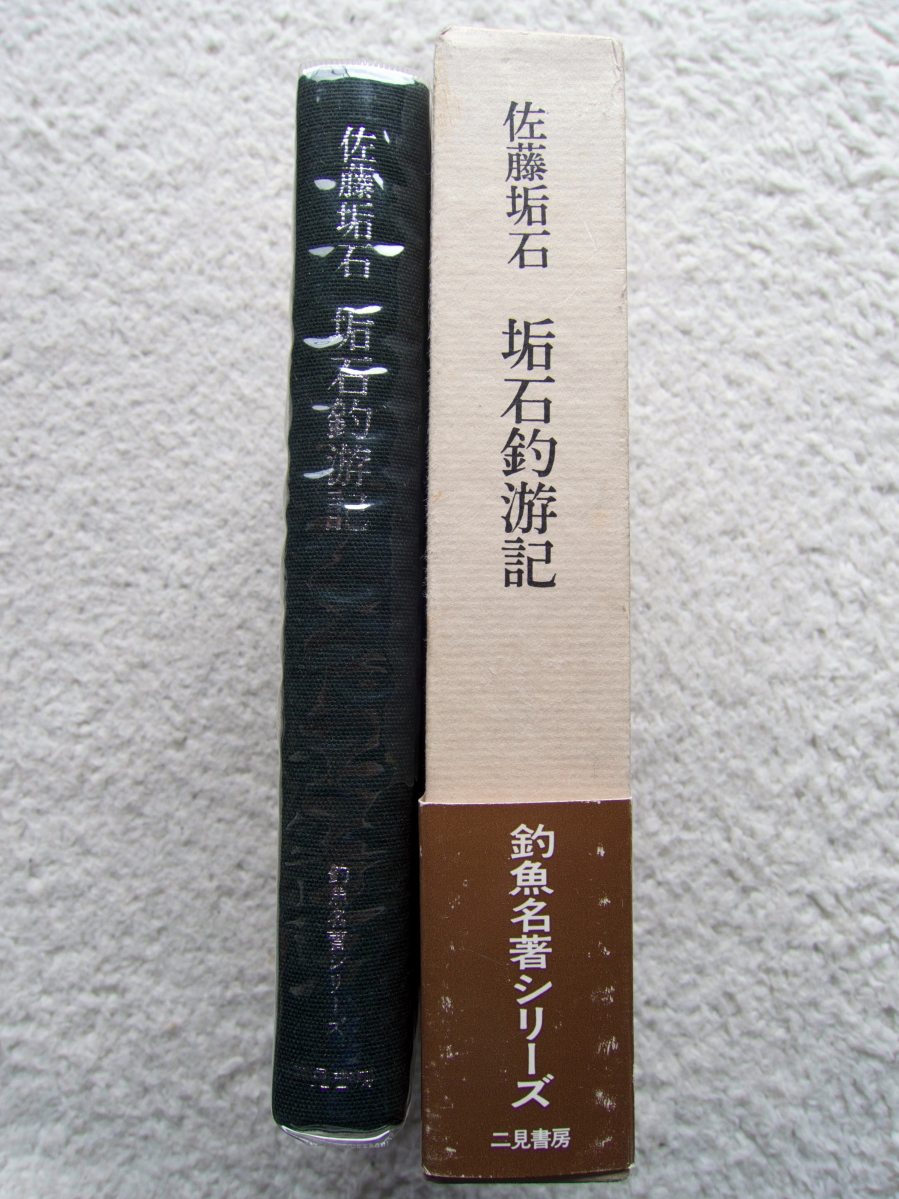 佐藤垢石
垢石釣游記
釣魚名著シリーズ
二見書房
佐藤垢石
垢石釣游記
釣魚名著シリーズ
二見書房